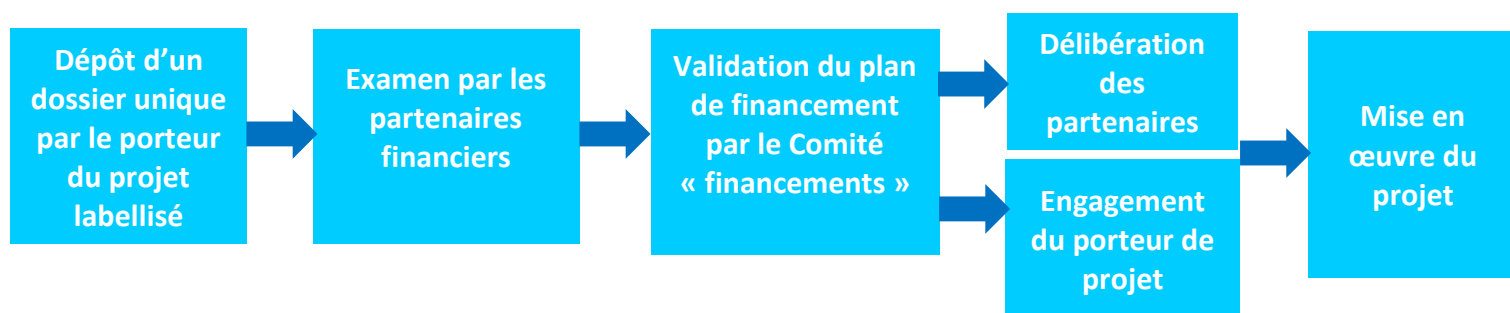 Dépôt d’un
dossier unique
par le porteur
du projet
labellisé
Examen par les
partenaires
financiers
Validation du plan
de financement
par le Comité
« financements »
Délibération
des
partenaires
Engagement
du porteur de
projet
Mise en
œuvre du
projet